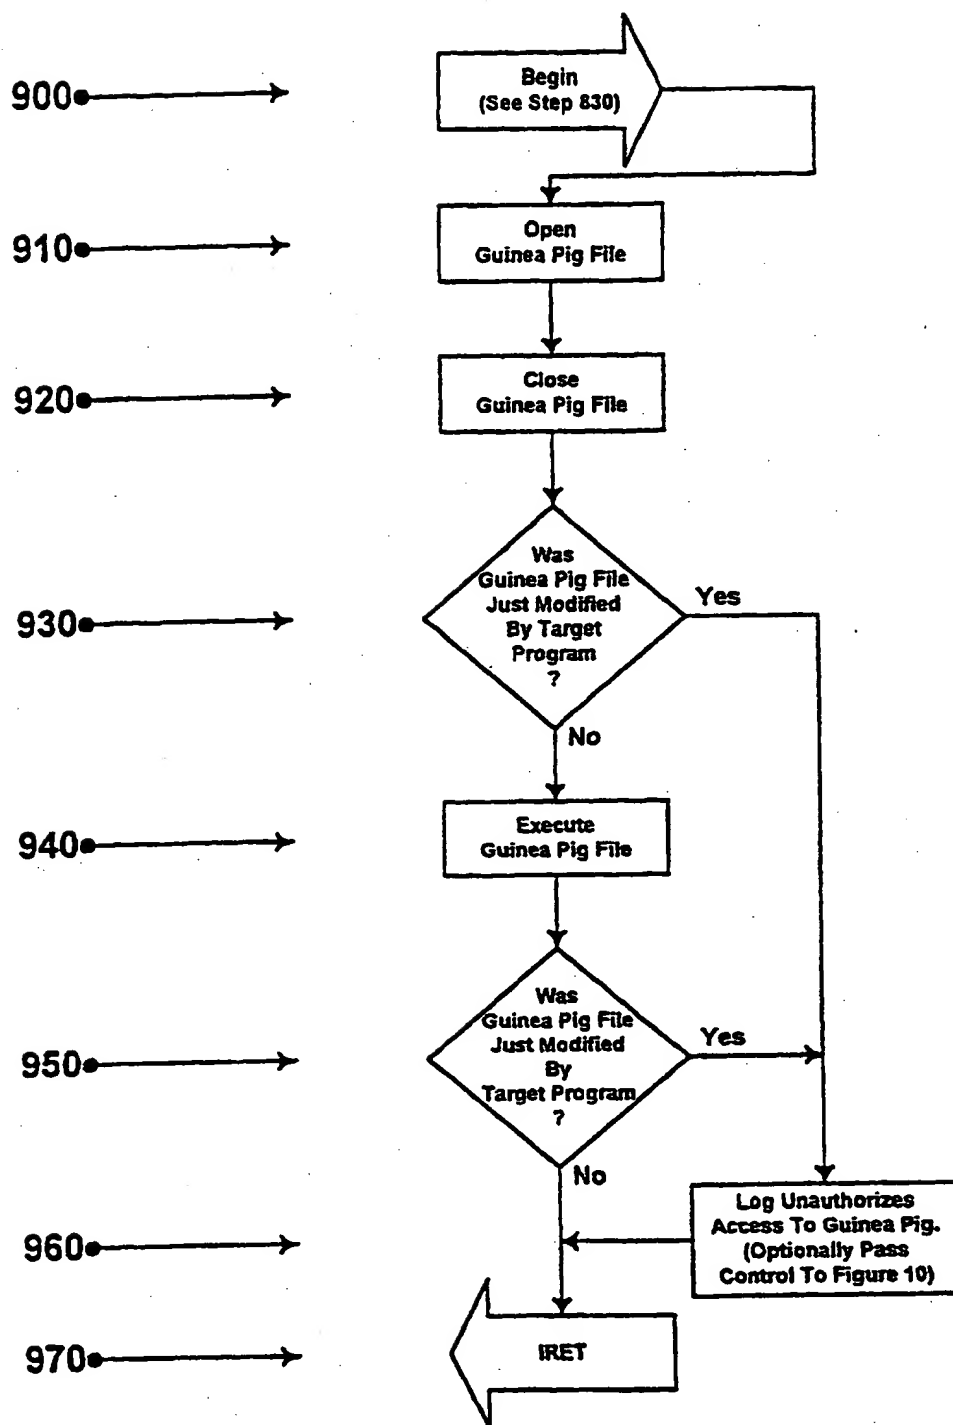 900
Begin
(See Step 830)
910
Open
Guinea Pig File
920
Close
Guinea Pig File
930
Was
Guinea Pig File
Just Modified
By Target
Program
?
Yes
No
940
Execute
Guinea Pig File
950
Was
Guinea Pig File
Just Modified
By
Target Program
?
Yes
No
960
Log Unauthorizes
Access To Guinea Pig.
(Optionally Pass
Control To Figure 10)
970
IRET